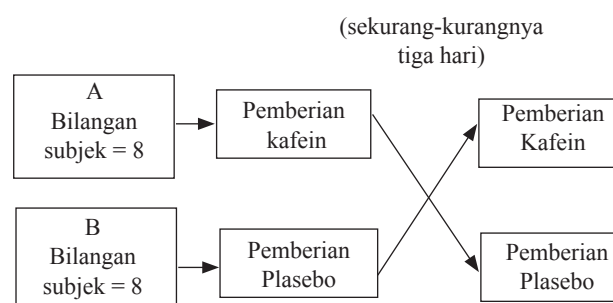 (sekurang-kurangnya
tiga hari)
A
Bilangan
subjek = 8
Pemberian
kafein
Pemberian
Kafein
B
Bilangan
subjek = 8
Pemberian
Plasebo
Pemberian
Plasebo